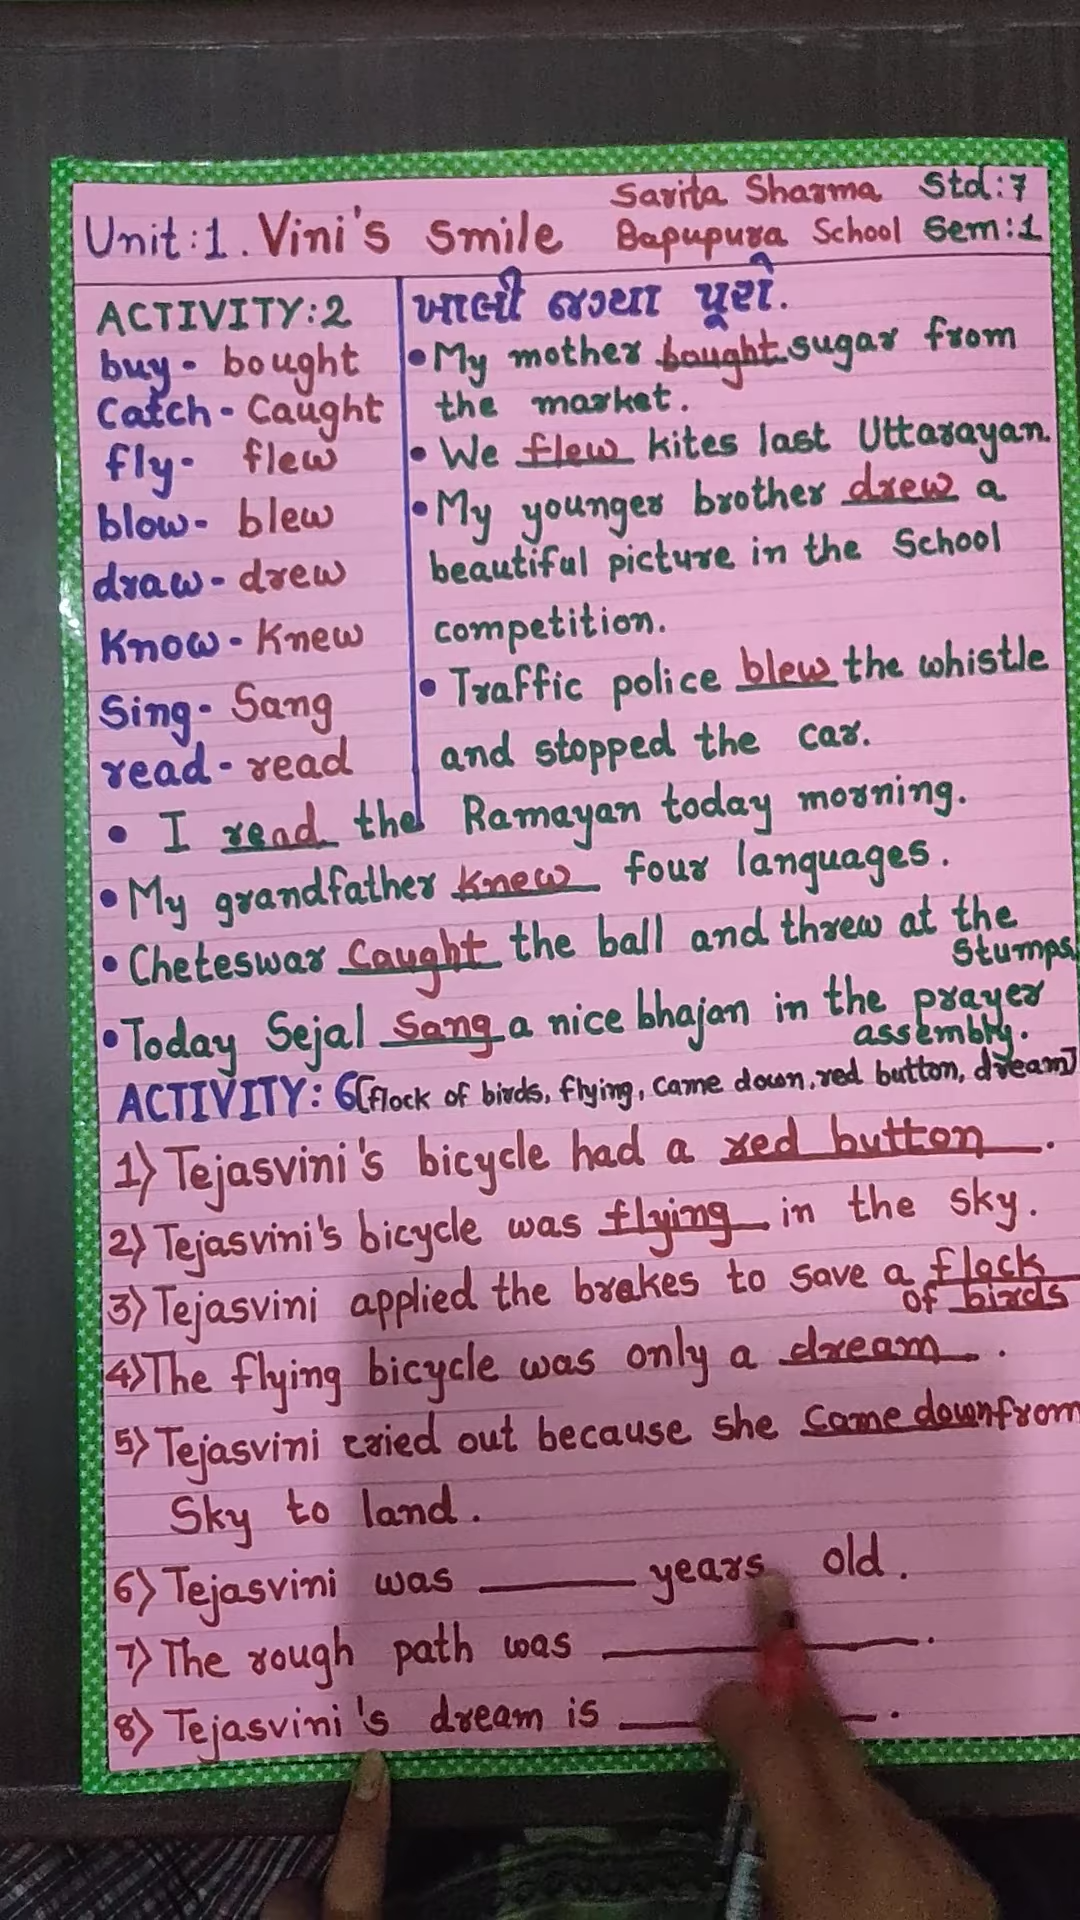 Sarita Sharma Std:7
Unit:1. Vini's smile Bapupura School Sem:1
ACTIVITY:2
buy - bought
Catch - Caught
fly - flew
blow - blew
draw - drew
Know - Knew
Sing - Sang
read - read
ખાલી જગ્યા પૂરો.
• My mother bought sugar from
the market.
• We flew kites last Uttarayan.
• My younger brother drew a
beautiful picture in the School
competition.
• Traffic police blew the whistle
and stopped the car.
• I read the Ramayan today morning.
• My grandfather knew four languages.
• Cheteswar Caught the ball and threw at the
Stumps.
• Today Sejal Sang a nice bhajan in the prayer
assembly.
ACTIVITY: 6 [flock of birds, flying, came down, red button, dream]
1) Tejasvini's bicycle had a red button.
2) Tejasvini's bicycle was flying in the sky.
3) Tejasvini applied the brakes to save a flock
of birds
4) The flying bicycle was only a dream.
5) Tejasvini cried out because she came down from
Sky to land.
6) Tejasvini was ______ years old.
7) The rough path was ______.
8) Tejasvini's dream is ______.